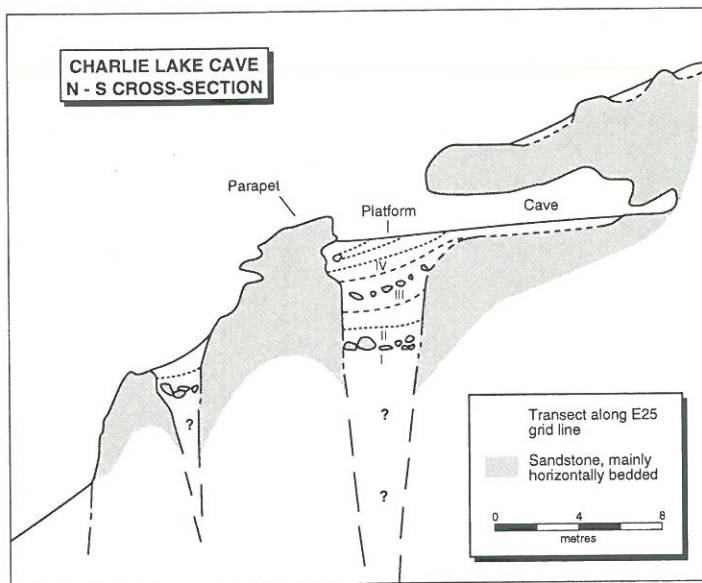 CHARLIE LAKE CAVE
N - S CROSS-SECTION
Parapet
Platform
Cave
IV
III
II
I
?
?
?
Transect along E25
grid line
Sandstone, mainly
horizontally bedded
0 4 8
metres